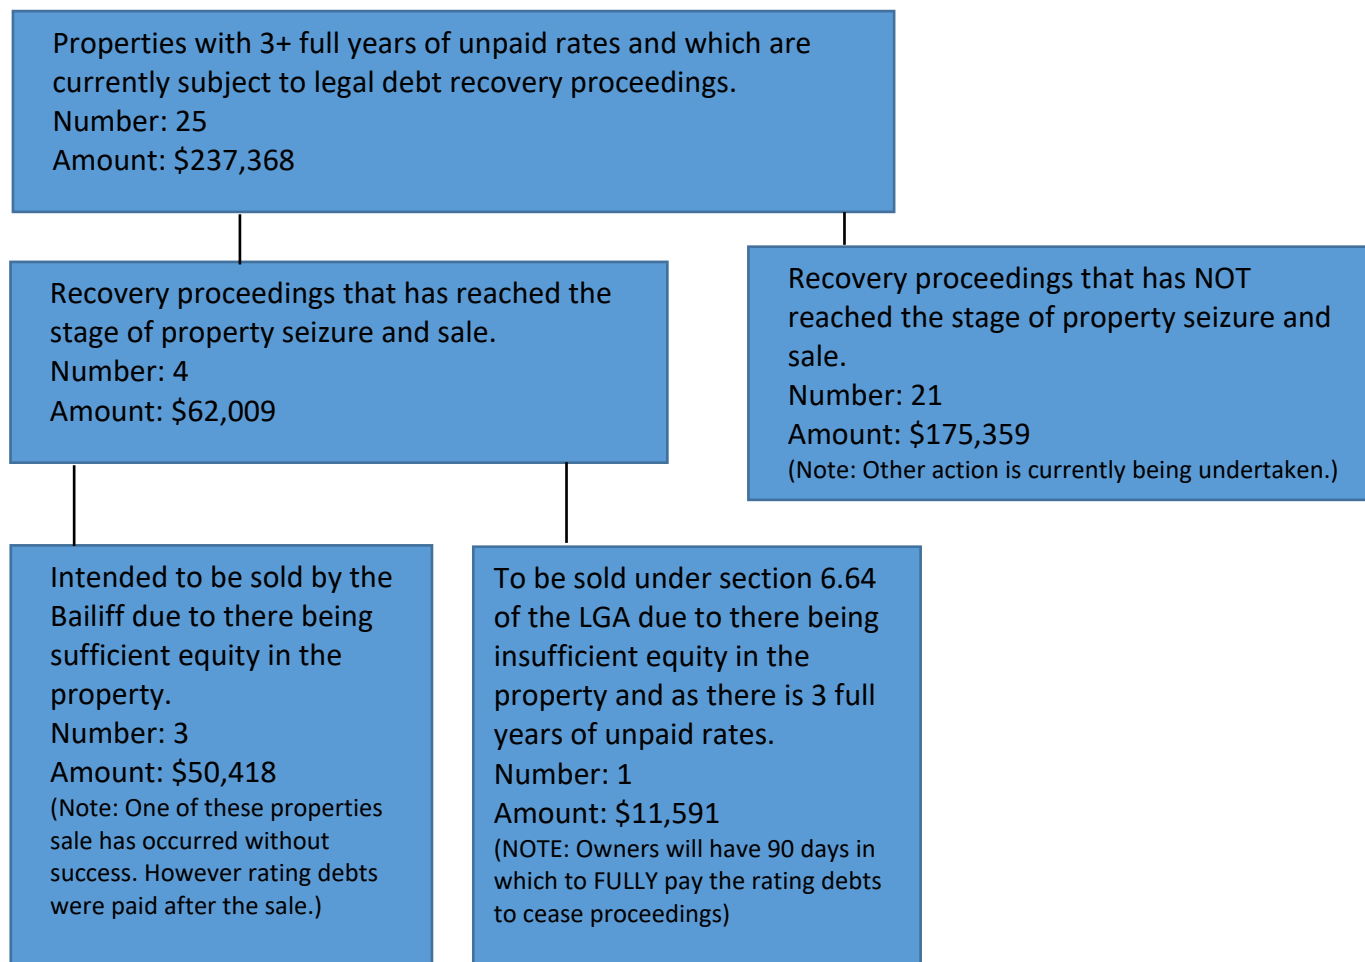 Properties with 3+ full years of unpaid rates and which are
currently subject to legal debt recovery proceedings.
Number: 25
Amount: $237,368
Recovery proceedings that has reached the
stage of property seizure and sale.
Number: 4
Amount: $62,009
Recovery proceedings that has NOT
reached the stage of property seizure and
sale.
Number: 21
Amount: $175,359
(Note: Other action is currently being undertaken.)
Intended to be sold by the
Bailiff due to there being
sufficient equity in the
property.
Number: 3
Amount: $50,418
(Note: One of these properties
sale has occurred without
success. However rating debts
were paid after the sale.)
To be sold under section 6.64
of the LGA due to there being
insufficient equity in the
property and as there is 3 full
years of unpaid rates.
Number: 1
Amount: $11,591
(NOTE: Owners will have 90 days in
which to FULLY pay the rating debts
to cease proceedings)